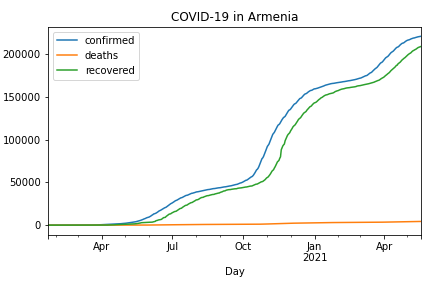 COVID-19 in Armenia
confirmed
deaths
recovered
200000
150000
100000
50000
0
Apr Jul Oct Jan Apr
2021
Day